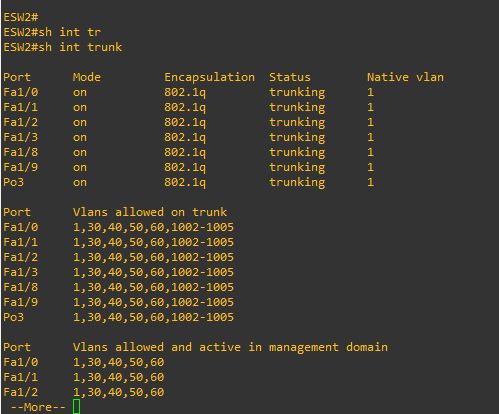 ESW2#
ESW2#sh int tr
ESW2#sh int trunk
Port Mode Encapsulation Status Native vlan
Fa1/0 on 802.1q trunking 1
Fa1/1 on 802.1q trunking 1
Fa1/2 on 802.1q trunking 1
Fa1/3 on 802.1q trunking 1
Fa1/8 on 802.1q trunking 1
Fa1/9 on 802.1q trunking 1
Po3 on 802.1q trunking 1
Port Vlans allowed on trunk
Fa1/0 1,30,40,50,60,1002-1005
Fa1/1 1,30,40,50,60,1002-1005
Fa1/2 1,30,40,50,60,1002-1005
Fa1/3 1,30,40,50,60,1002-1005
Fa1/8 1,30,40,50,60,1002-1005
Fa1/9 1,30,40,50,60,1002-1005
Po3 1,30,40,50,60,1002-1005
Port Vlans allowed and active in management domain
Fa1/0 1,30,40,50,60
Fa1/1 1,30,40,50,60
Fa1/2 1,30,40,50,60
--More--